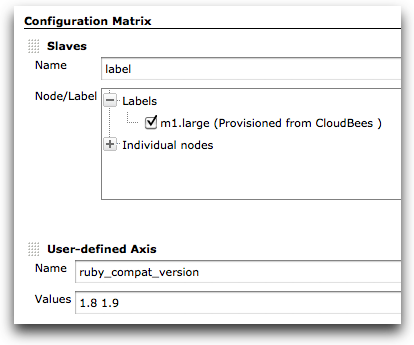 Configuration Matrix
Slaves
Name label
Node/Label Labels
m1.large (Provisioned from CloudBees )
Individual nodes
User-defined Axis
Name ruby_compat_version
Values 1.8 1.9